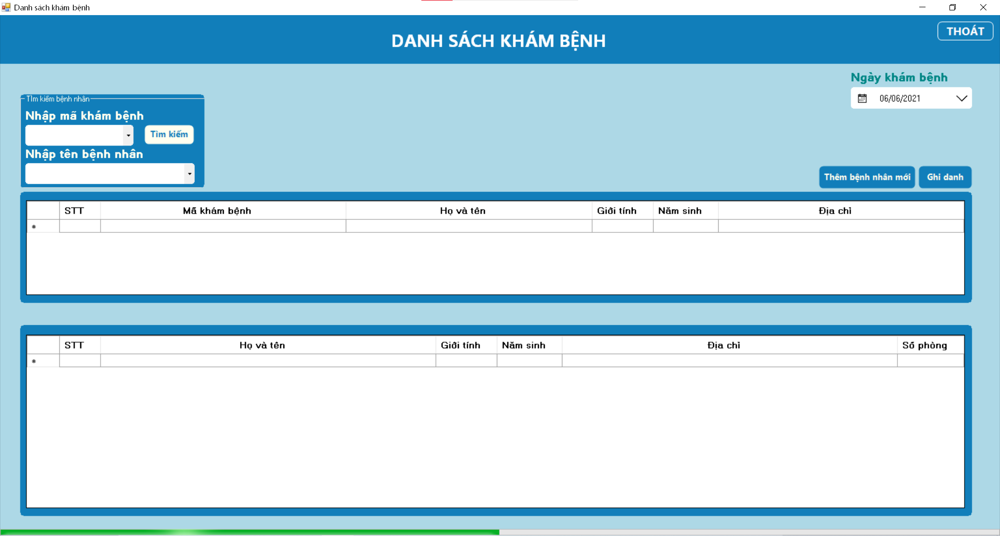 Danh sách khám bệnh
THOÁT
DANH SÁCH KHÁM BỆNH
Ngày khám bệnh
06/06/2021
Tìm kiếm bệnh nhân
Nhập mã khám bệnh
Tìm kiếm
Nhập tên bệnh nhân
Thêm bệnh nhân mới Ghi danh
STT Mã khám bệnh Họ và tên Giới tính Năm sinh Địa chỉ
STT Họ và tên Giới tính Năm sinh Địa chỉ Số phòng